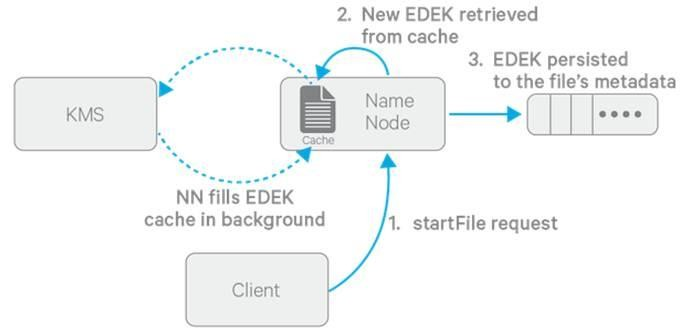 2. New EDEK retrieved
from cache
3. EDEK persisted
to the file's metadata
KMS
Name
Node
Cache
NN fills EDEK
cache in background
1. startFile request
Client